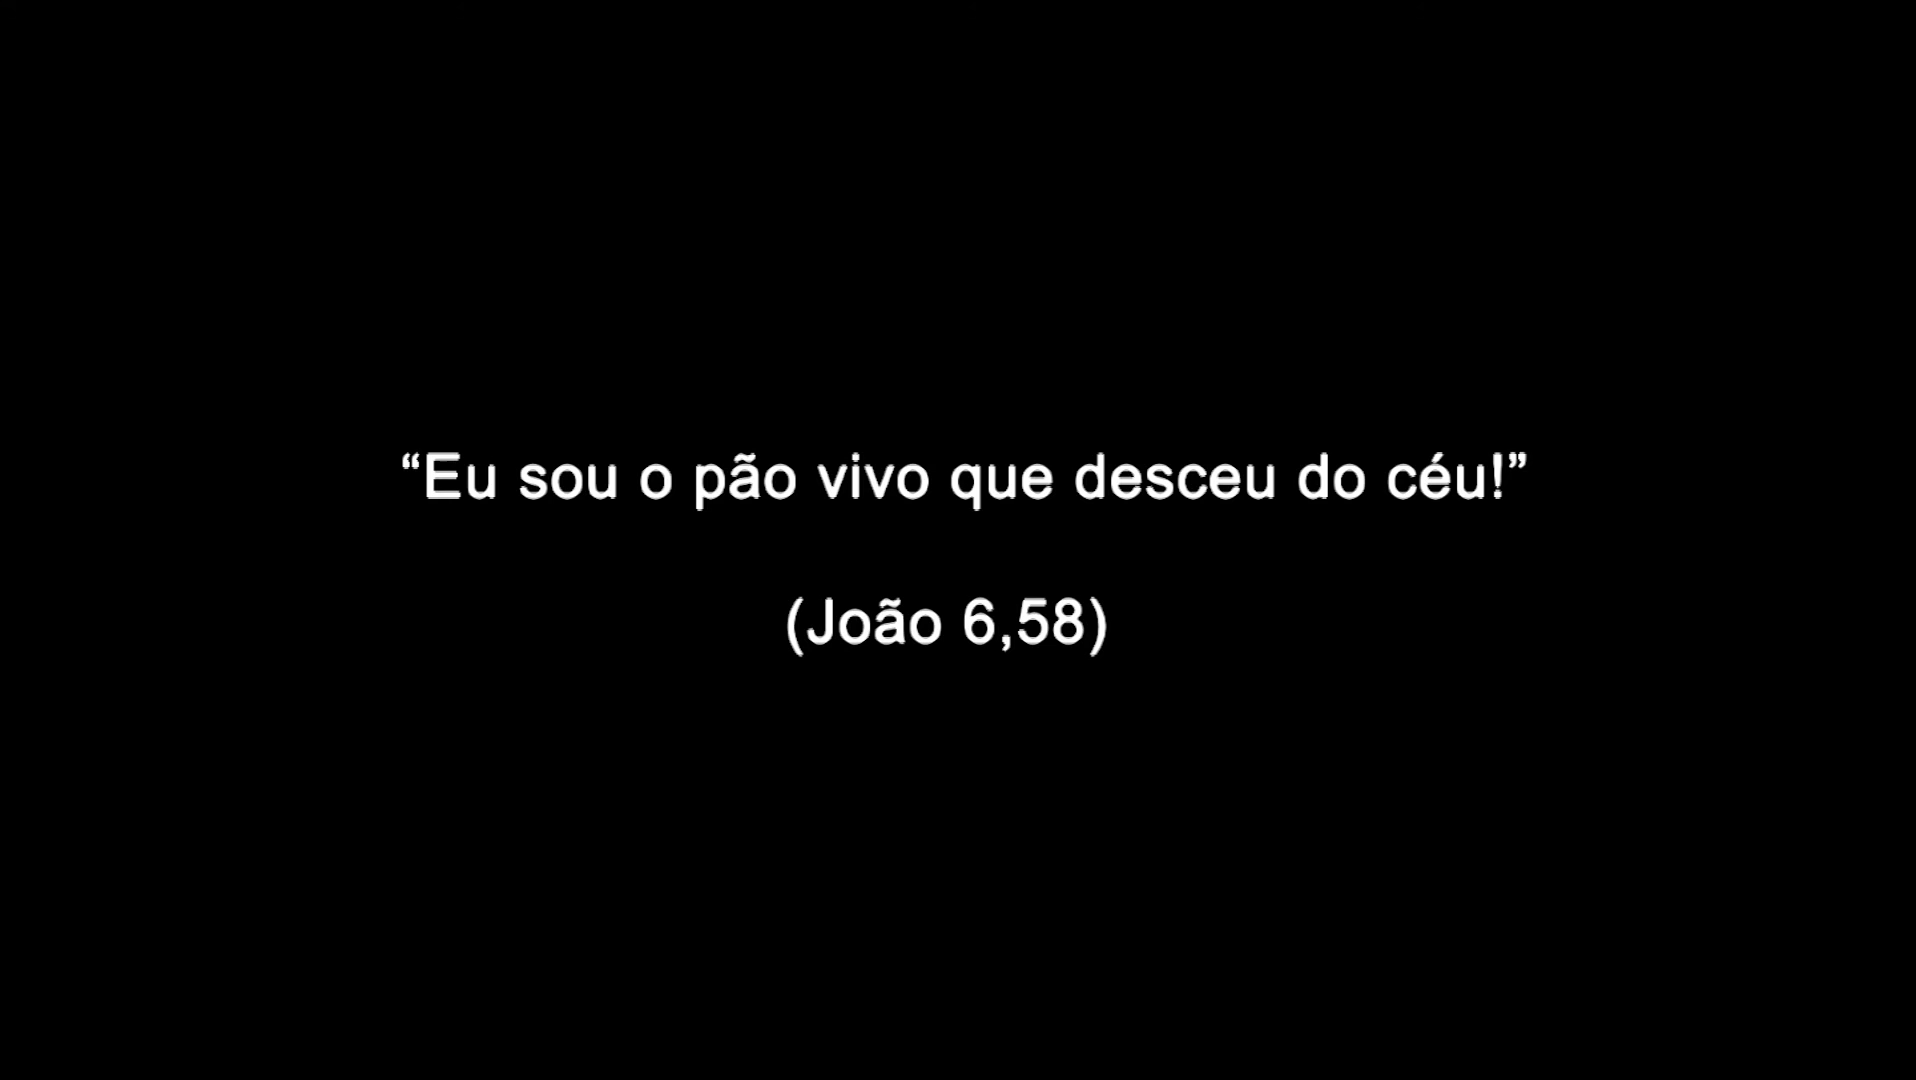 “Eu sou o pão vivo que desceu do céu!”
(João 6,58)